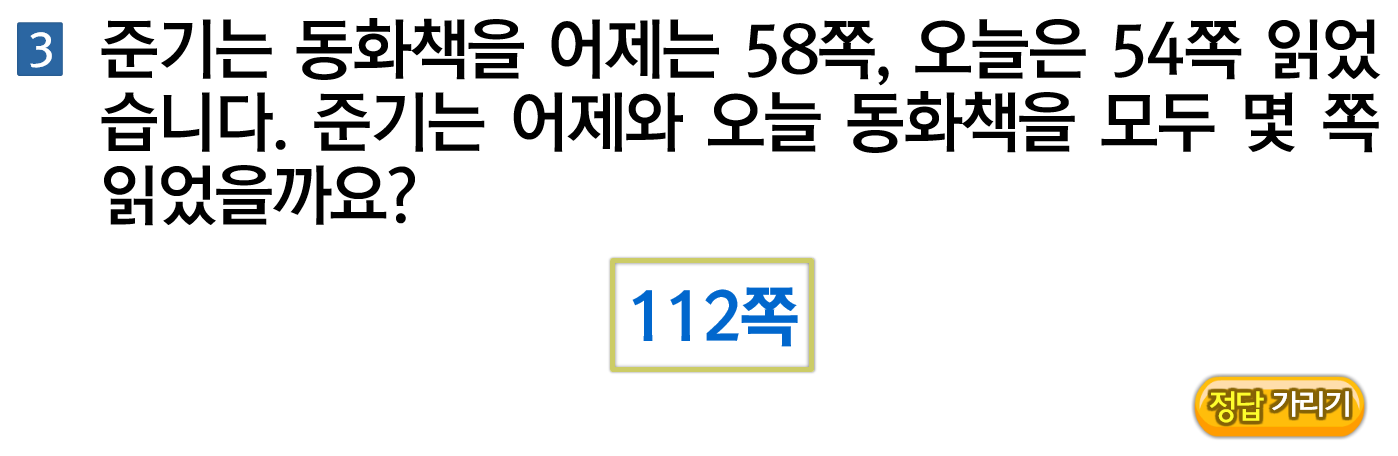 3 준기는 동화책을 어제는 58쪽, 오늘은 54쪽 읽었
습니다. 준기는 어제와 오늘 동화책을 모두 몇 쪽
읽었을까요?
112쪽
정답 가리기